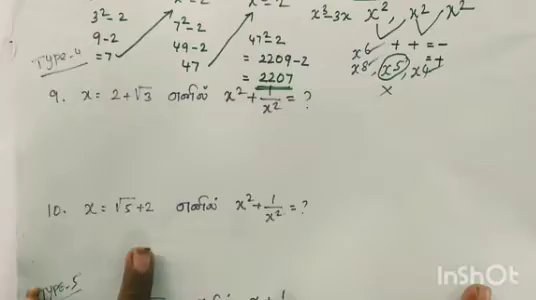 3²-2
9-2
=7
7²-2
49-2
47
47²-2
= 2209-2
= 2207
x³-3x x², x² x²
x6 + + = -
= +
x8, x5, x4
x
TYPE-4
9. x = 2+√3 எனில் x²+1/x² = ?
10. x = √5+2 எனில் x²+1/x² = ?
TYPE-5
InShOt